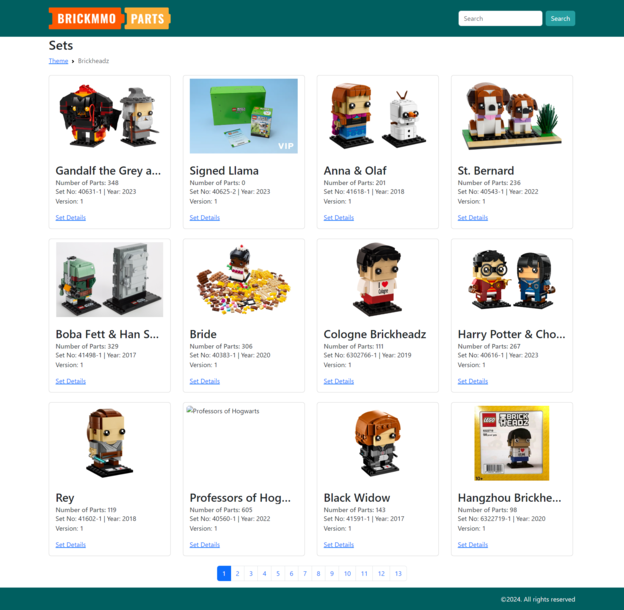 BRICKMMO PARTS
Search
Search
Sets
Theme › Brickheadz
VIP
Gandalf the Grey a...
Number of Parts: 348
Set No: 40631-1 | Year: 2023
Version: 1
Set Details
Signed Llama
Number of Parts: 0
Set No: 40625-2 | Year: 2023
Version: 1
Set Details
Anna & Olaf
Number of Parts: 201
Set No: 41618-1 | Year: 2018
Version: 1
Set Details
St. Bernard
Number of Parts: 236
Set No: 40543-1 | Year: 2022
Version: 1
Set Details
Boba Fett & Han S...
Number of Parts: 329
Set No: 41498-1 | Year: 2017
Version: 1
Set Details
Bride
Number of Parts: 306
Set No: 40383-1 | Year: 2020
Version: 1
Set Details
I ♥
Cologne
Cologne Brickheadz
Number of Parts: 111
Set No: 6302766-1 | Year: 2019
Version: 1
Set Details
Harry Potter & Cho...
Number of Parts: 267
Set No: 40616-1 | Year: 2023
Version: 1
Set Details
Rey
Number of Parts: 119
Set No: 41602-1 | Year: 2018
Version: 1
Set Details
Professors of Hogwarts
Professors of Hog...
Number of Parts: 605
Set No: 40560-1 | Year: 2022
Version: 1
Set Details
Black Widow
Number of Parts: 143
Set No: 41591-1 | Year: 2017
Version: 1
Set Details
BRICK
HEADZ
Hangzhou Brickhe...
Number of Parts: 98
Set No: 6322719-1 | Year: 2020
Version: 1
Set Details
1 2 3 4 5 6 7 8 9 10 11 12 13
©2024. All rights reserved